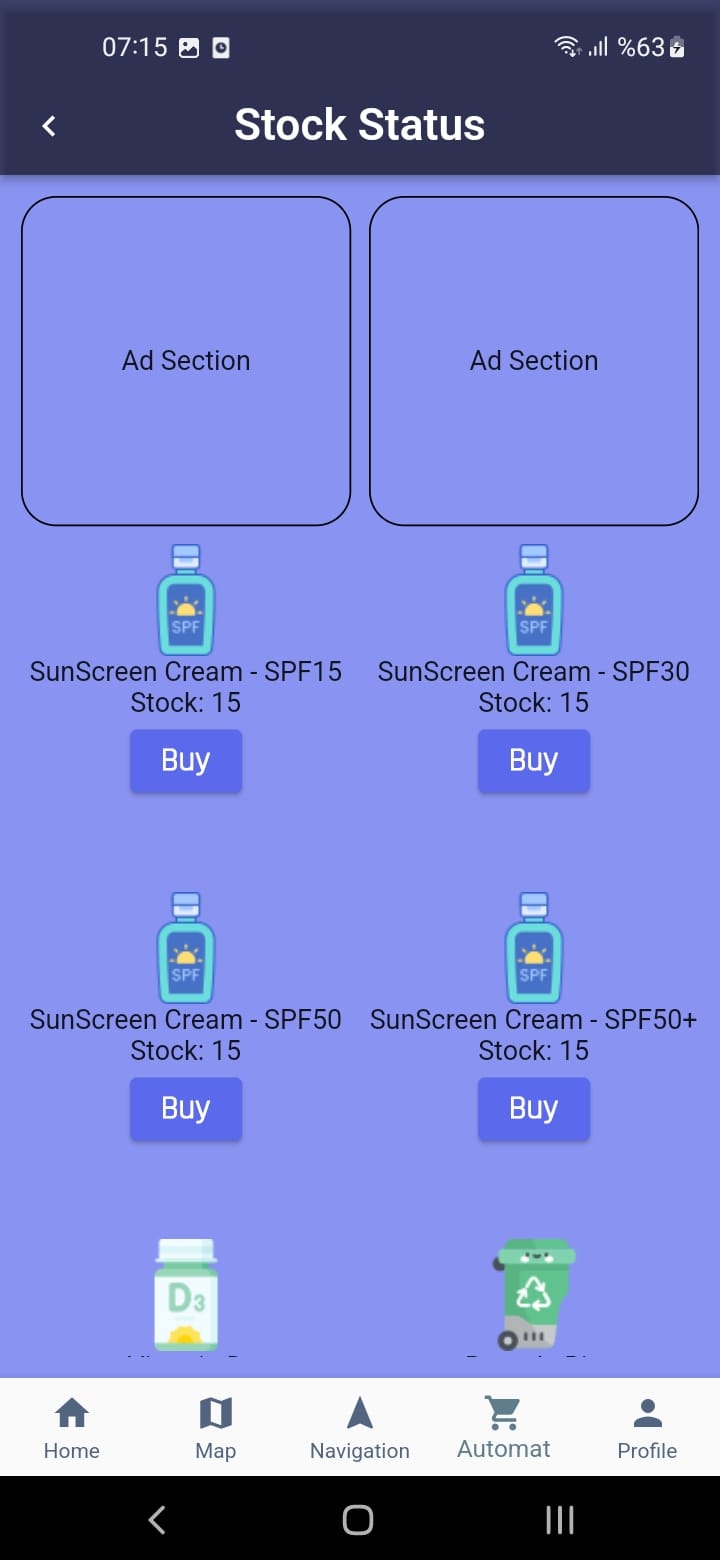 07:15 %63
Stock Status
Ad Section Ad Section
SPF SPF
SunScreen Cream - SPF15 SunScreen Cream - SPF30
Stock: 15 Stock: 15
Buy Buy
SPF SPF
SunScreen Cream - SPF50 SunScreen Cream - SPF50+
Stock: 15 Stock: 15
Buy Buy
D3
Home Map Navigation Automat Profile